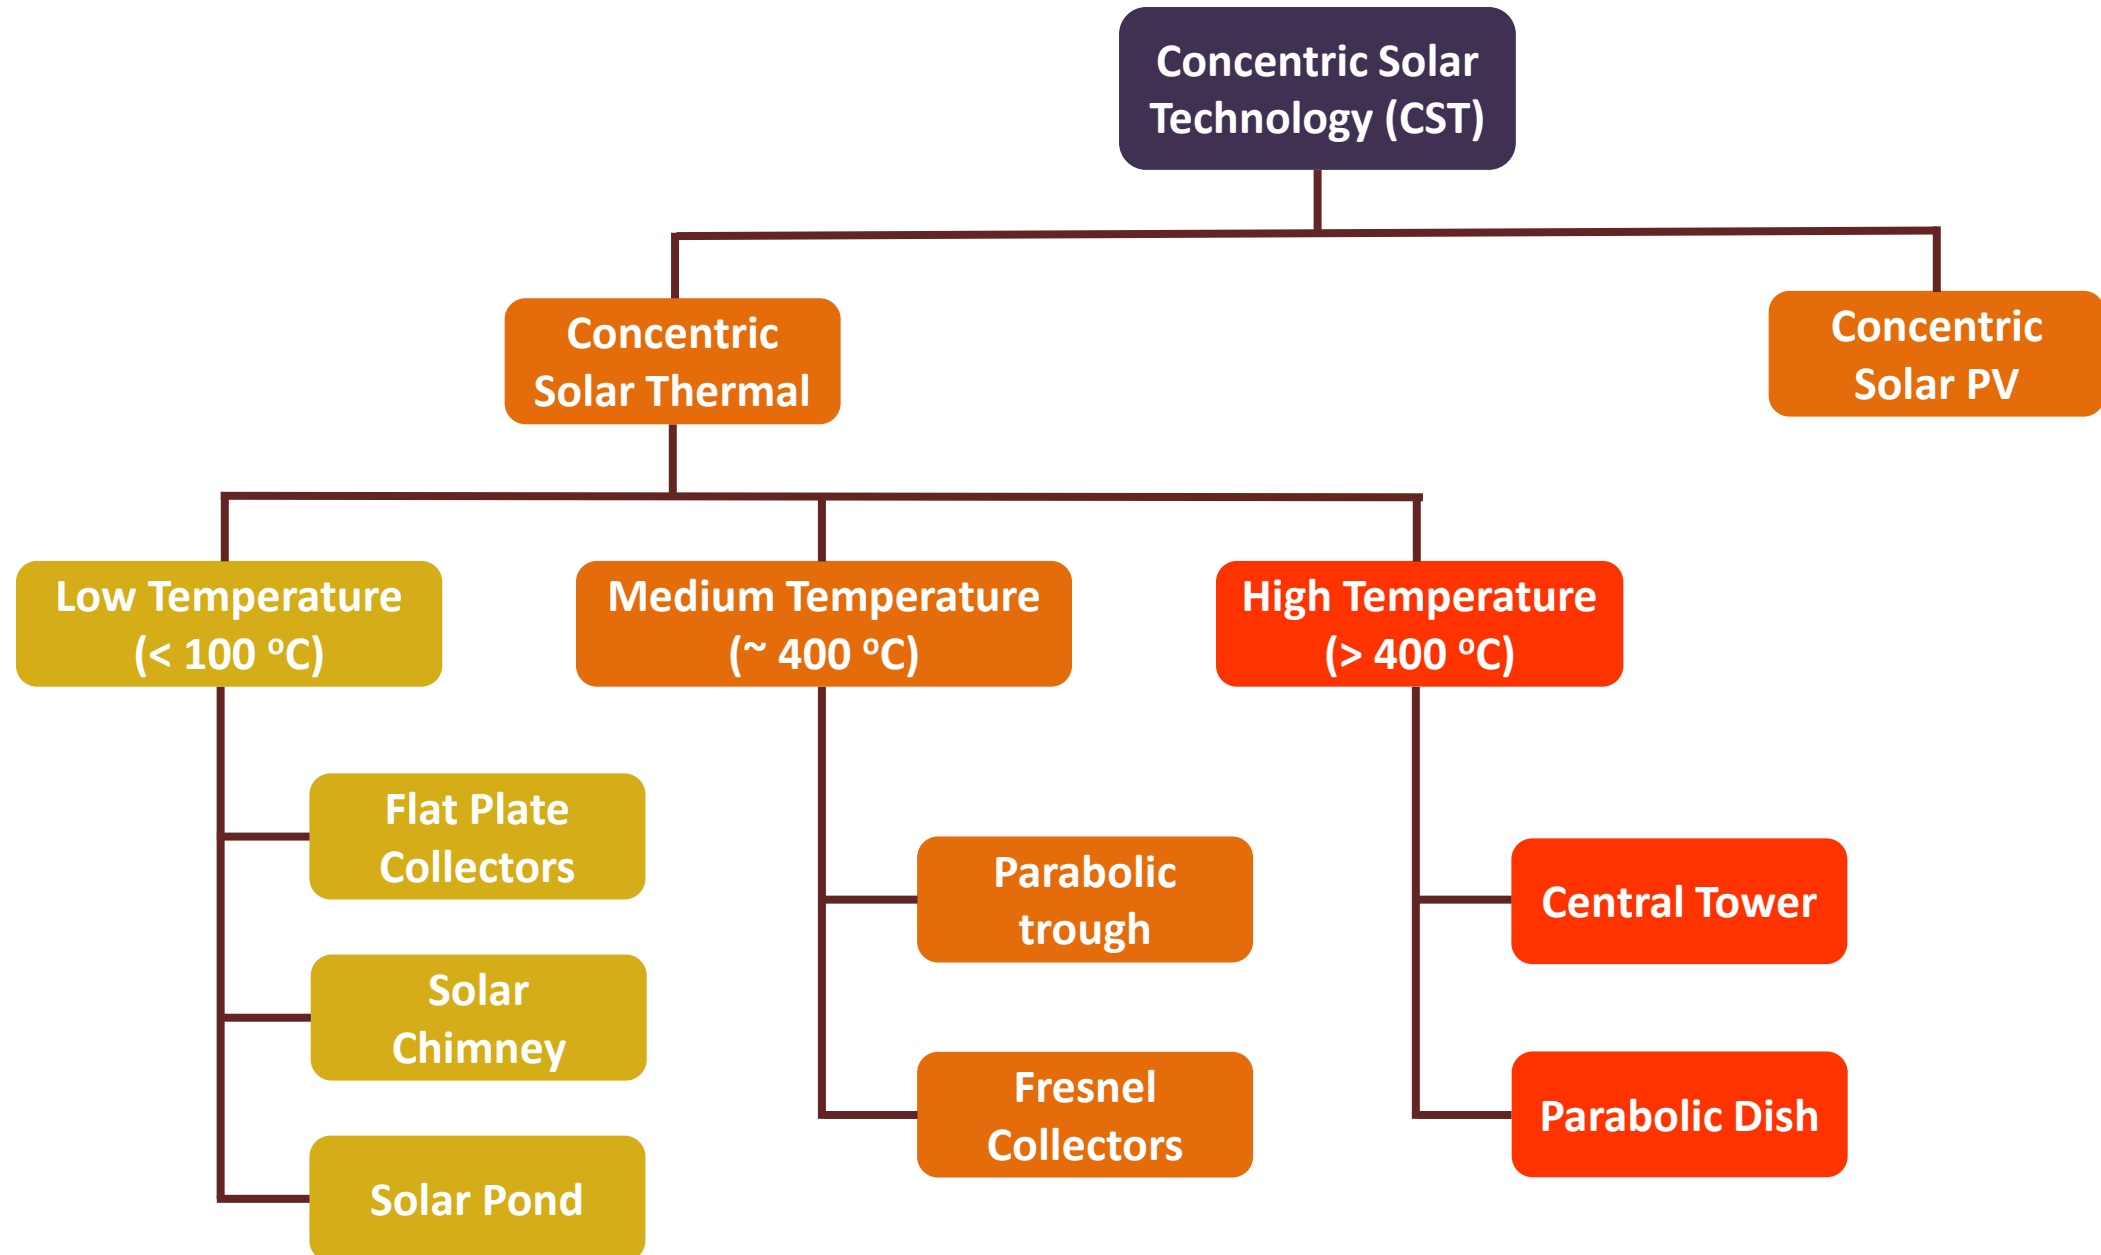 Concentric Solar
Technology (CST)
Concentric
Solar Thermal
Concentric
Solar PV
Low Temperature
(< 100 ºC)
Medium Temperature
(~ 400 ºC)
High Temperature
(> 400 ºC)
Flat Plate
Collectors
Solar
Chimney
Solar Pond
Parabolic
trough
Fresnel
Collectors
Central Tower
Parabolic Dish